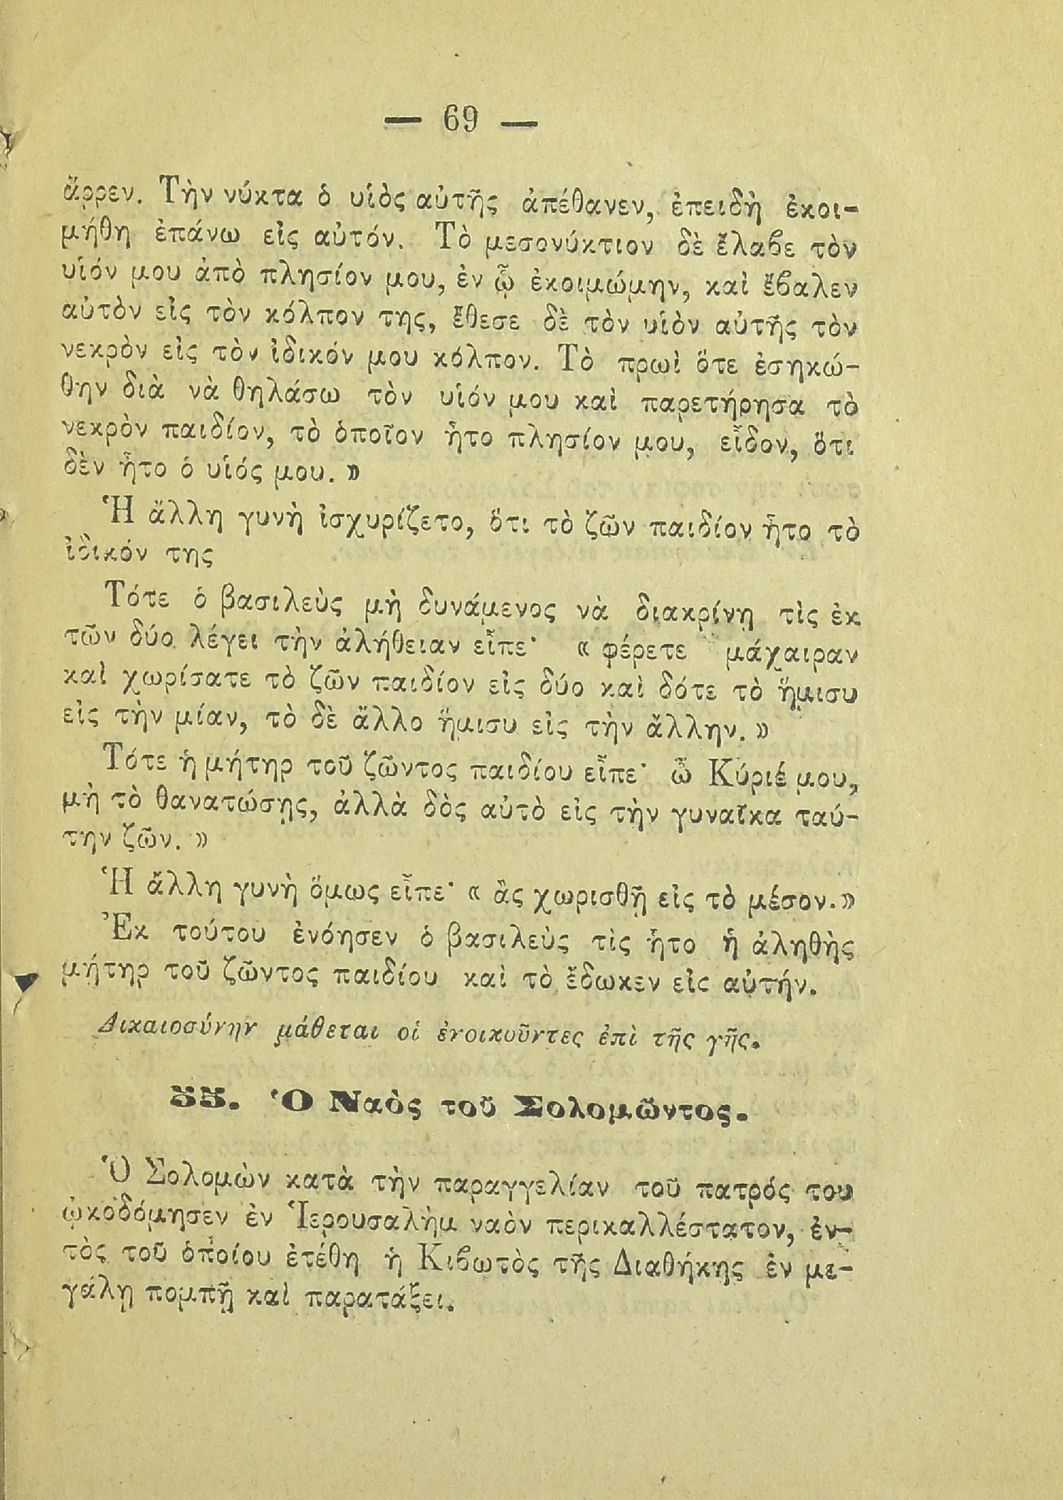 — 69 —
ἄρρεν. Τὴν νύκτα ὁ υἱὸς αὐτῆς ἀπέθανεν, ἐπειδὴ ἐκοι-
μήθη ἐπάνω εἰς αὐτόν. Τὸ μεσονύκτιον δὲ ἔλαβε τὸν
υἱόν μου ἀπὸ πλησίον μου, ἐν ᾧ ἐκοιμώμην, καὶ ἔβαλεν
αὐτὸν εἰς τὸν κόλπον της, ἔθεσε δὲ τὸν υἱὸν αὐτῆς τὸν
νεκρὸν εἰς τὸν ἰδικόν μου κόλπον. Τὸ πρωὶ ὅτε ἐσηκώ-
θην διὰ νὰ θηλάσω τὸν υἱόν μου καὶ παρετήρησα τὸ
νεκρὸν παιδίον, τὸ ὁποῖον ἦτο πλησίον μου, εἶδον, ὅτι
δὲν ἦτο ὁ υἱός μου. »
Ἡ ἄλλη γυνὴ ἰσχυρίζετο, ὅτι τὸ ζῶν παιδίον ἦτο τὸ
ἰδικόν της
Τότε ὁ βασιλεὺς μὴ δυνάμενος νὰ διακρίνῃ τὶς ἐκ
τῶν δύο λέγει τὴν ἀλήθειαν εἶπε· « φέρετε μάχαιραν
καὶ χωρίσατε τὸ ζῶν παιδίον εἰς δύο καὶ δότε τὸ ἥμισυ
εἰς τὴν μίαν, τὸ δὲ ἄλλο ἥμισυ εἰς τὴν ἄλλην. »
Τότε ἡ μήτηρ τοῦ ζῶντος παιδίου εἶπε· ὦ Κύριέ μου,
μὴ τὸ θανατώσῃς, ἀλλὰ δὸς αὐτὸ εἰς τὴν γυναῖκα ταύ-
την ζῶν. »
Ἡ ἄλλη γυνὴ ὅμως εἶπε· « ἂς χωρισθῇ εἰς τὸ μέσον. »
Ἐκ τούτου ἐνόησεν ὁ βασιλεὺς τὶς ἦτο ἡ ἀληθὴς
μήτηρ τοῦ ζῶντος παιδίου καὶ τὸ ἔδωκεν εἰς αὐτήν.
Δικαιοσύνην μάθεται οἱ ἐνοικοῦντες ἐπὶ τῆς γῆς.
55. Ὁ Ναὸς τοῦ Σολομῶντος.
Ὁ Σολομὼν κατὰ τὴν παραγγελίαν τοῦ πατρός του
ᾠκοδόμησεν ἐν Ἱερουσαλὴμ ναὸν περικαλλέστατον, ἐν-
τὸς τοῦ ὁποίου ἐτέθη ἡ Κιβωτὸς τῆς Διαθήκης ἐν με-
γάλῃ πομπῇ καὶ παρατάξει.